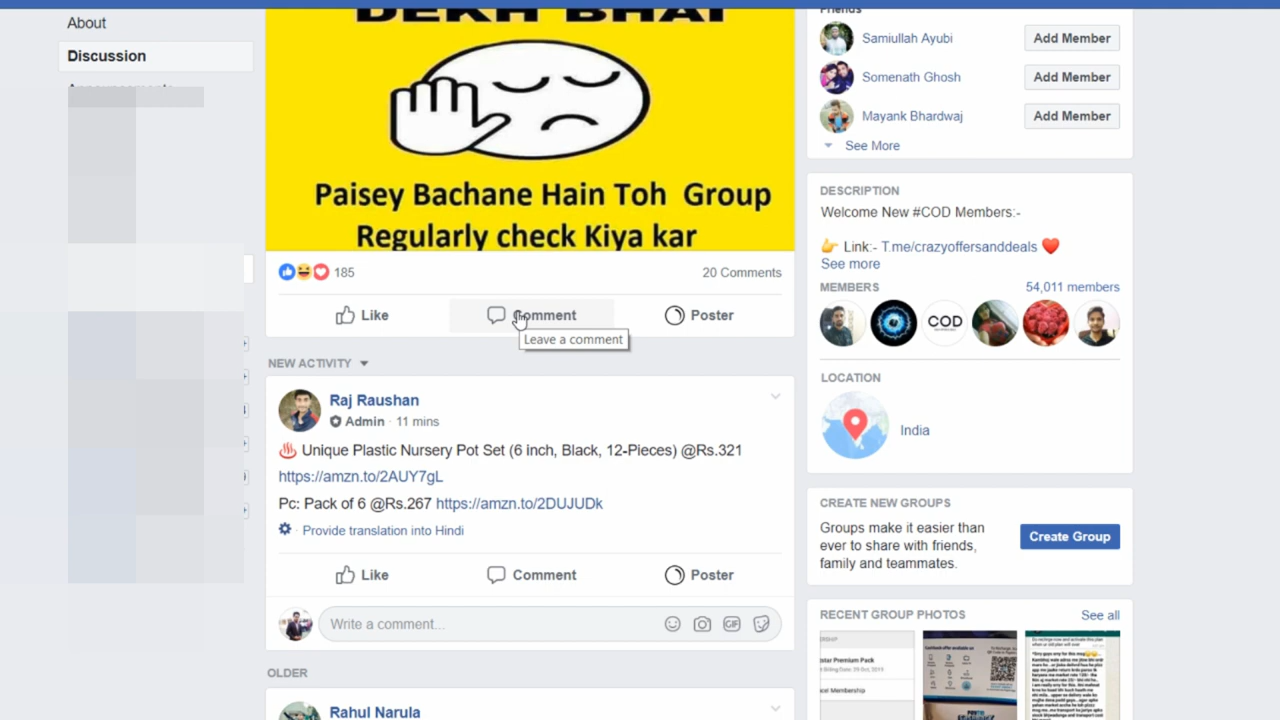 About
Discussion
DEKH BHAI
Paisey Bachane Hain Toh Group
Regularly check Kiya kar
185
20 Comments
Like
Comment
Poster
Leave a comment
NEW ACTIVITY
Raj Raushan
Admin · 11 mins
Unique Plastic Nursery Pot Set (6 inch, Black, 12-Pieces) @Rs.321
https://amzn.to/2AUY7gL
Pc: Pack of 6 @Rs.267 https://amzn.to/2DUJUDk
Provide translation into Hindi
Like
Comment
Poster
Write a comment...
GIF
OLDER
Rahul Narula
Friends
Samiullah Ayubi
Add Member
Somenath Ghosh
Add Member
Mayank Bhardwaj
Add Member
See More
DESCRIPTION
Welcome New #COD Members:-
👉 Link:- T.me/crazyoffersanddeals ❤️
See more
MEMBERS
54,011 members
COD
LOCATION
India
CREATE NEW GROUPS
Groups make it easier than
ever to share with friends,
family and teammates.
Create Group
RECENT GROUP PHOTOS
See all